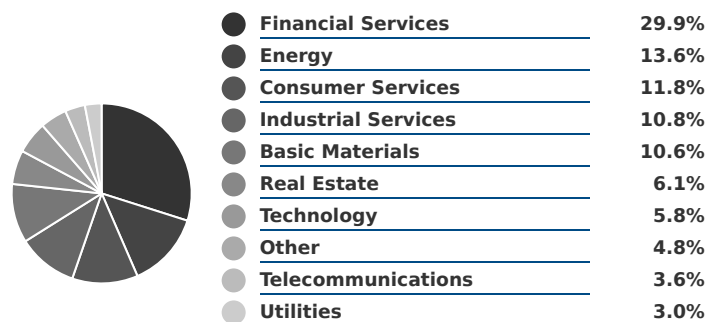 Financial Services 29.9%
Energy 13.6%
Consumer Services 11.8%
Industrial Services 10.8%
Basic Materials 10.6%
Real Estate 6.1%
Technology 5.8%
Other 4.8%
Telecommunications 3.6%
Utilities 3.0%